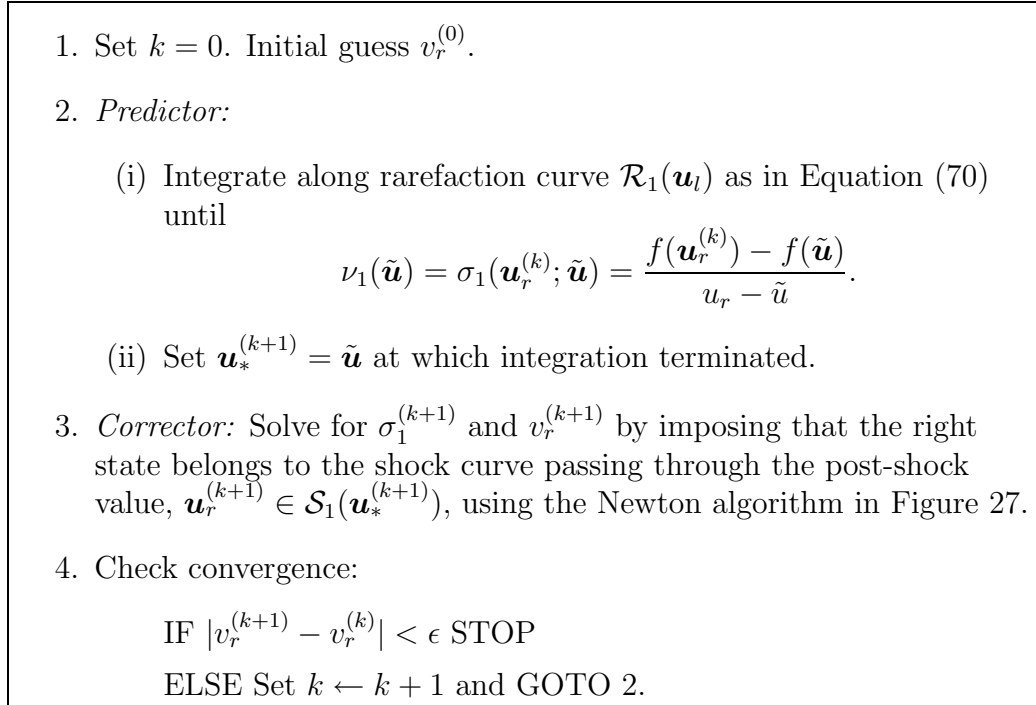 1. Set $k = 0$. Initial guess $v_r^{(0)}$.
2. Predictor:
(i) Integrate along rarefaction curve $\mathcal{R}_1(\boldsymbol{u}_l)$ as in Equation (70)
until
$\nu_1(\tilde{\boldsymbol{u}}) = \sigma_1(\boldsymbol{u}_r^{(k)}; \tilde{\boldsymbol{u}}) = \frac{f(\boldsymbol{u}_r^{(k)}) - f(\tilde{\boldsymbol{u}})}{u_r - \tilde{u}}.$
(ii) Set $\boldsymbol{u}_*^{(k+1)} = \tilde{\boldsymbol{u}}$ at which integration terminated.
3. Corrector: Solve for $\sigma_1^{(k+1)}$ and $v_r^{(k+1)}$ by imposing that the right
state belongs to the shock curve passing through the post-shock
value, $\boldsymbol{u}_r^{(k+1)} \in \mathcal{S}_1(\boldsymbol{u}_*^{(k+1)})$, using the Newton algorithm in Figure 27.
4. Check convergence:
IF $|v_r^{(k+1)} - v_r^{(k)}| < \epsilon$ STOP
ELSE Set $k \leftarrow k + 1$ and GOTO 2.